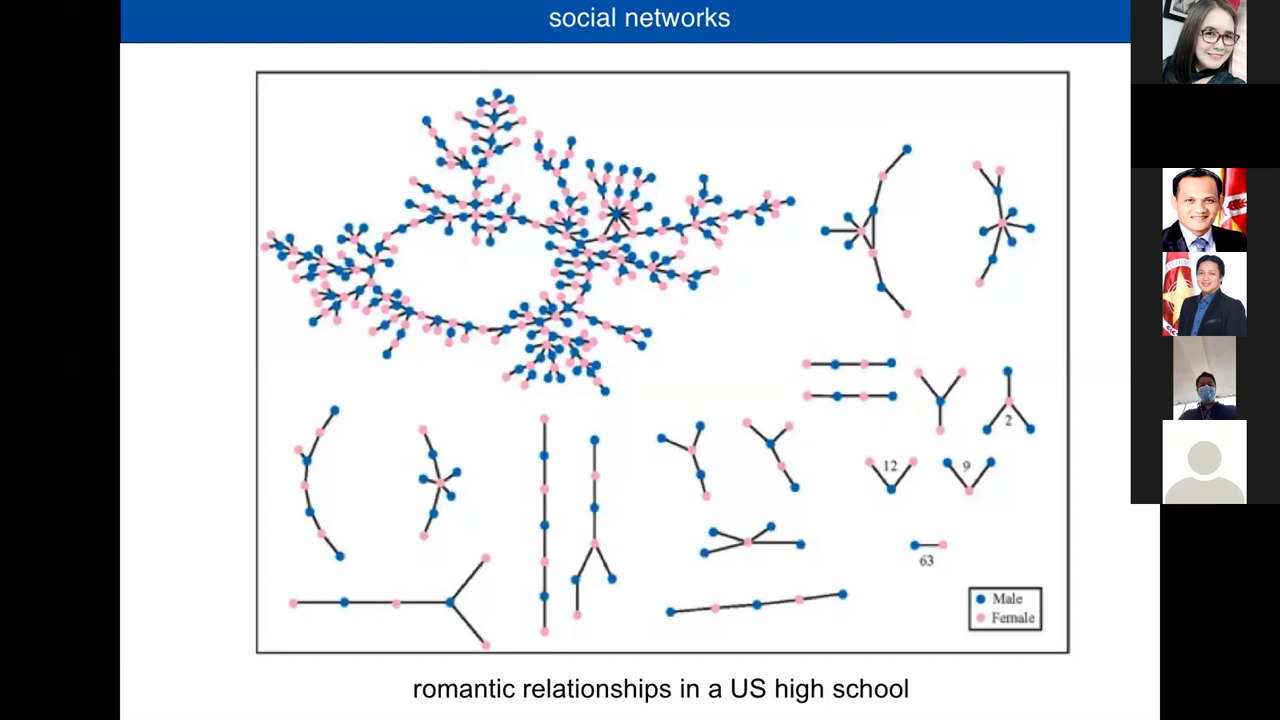 social networks
2
12
9
63
Male
Female
romantic relationships in a US high school